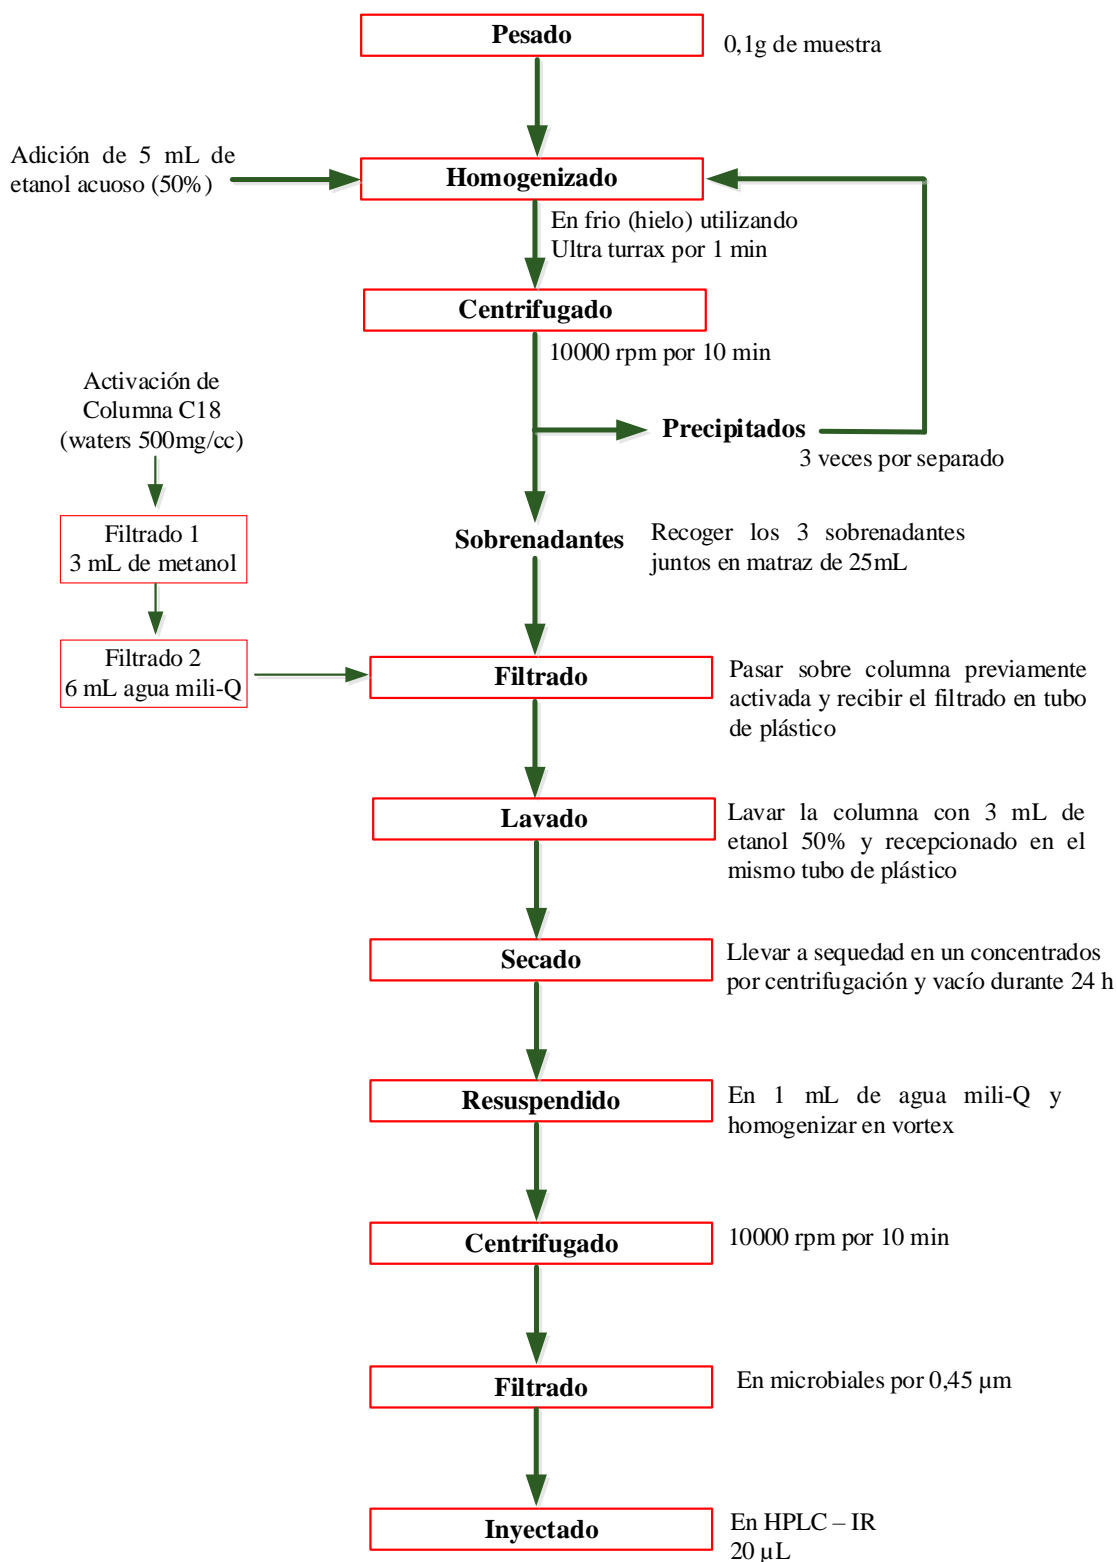 Pesado
0,1g de muestra
Adición de 5 mL de
etanol acuoso (50%)
Homogenizado
En frio (hielo) utilizando
Ultra turrax por 1 min
Centrifugado
10000 rpm por 10 min
Activación de
Columna C18
(waters 500mg/cc)
Precipitados
3 veces por separado
Filtrado 1
3 mL de metanol
Sobrenadantes
Recoger los 3 sobrenadantes
juntos en matraz de 25mL
Filtrado 2
6 mL agua mili-Q
Filtrado
Pasar sobre columna previamente
activada y recibir el filtrado en tubo
de plástico
Lavado
Lavar la columna con 3 mL de
etanol 50% y recepcionado en el
mismo tubo de plástico
Secado
Llevar a sequedad en un concentrados
por centrifugación y vacío durante 24 h
Resuspendido
En 1 mL de agua mili-Q y
homogenizar en vortex
Centrifugado
10000 rpm por 10 min
Filtrado
En microbiales por 0,45 µm
Inyectado
En HPLC – IR
20 µL